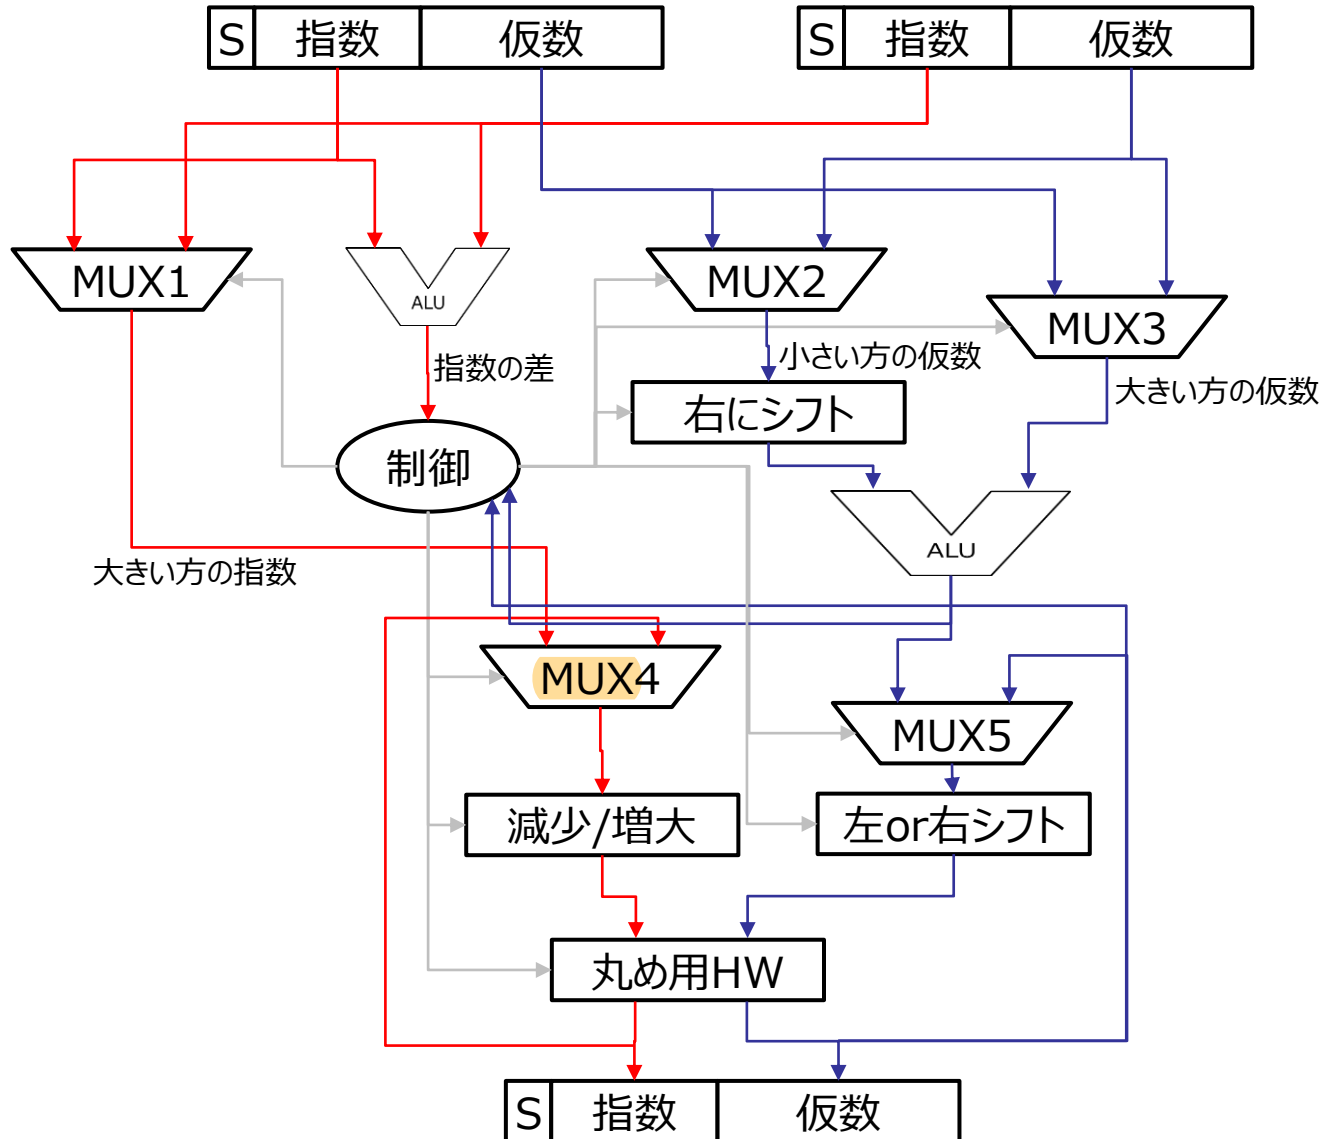 S 指数 仮数 S 指数 仮数
MUX1 ALU MUX2 MUX3
指数の差 小さい方の仮数 大きい方の仮数
右にシフト
制御
ALU
大きい方の指数
MUX4
MUX5
減少/増大 左or右シフト
丸め用HW
S 指数 仮数